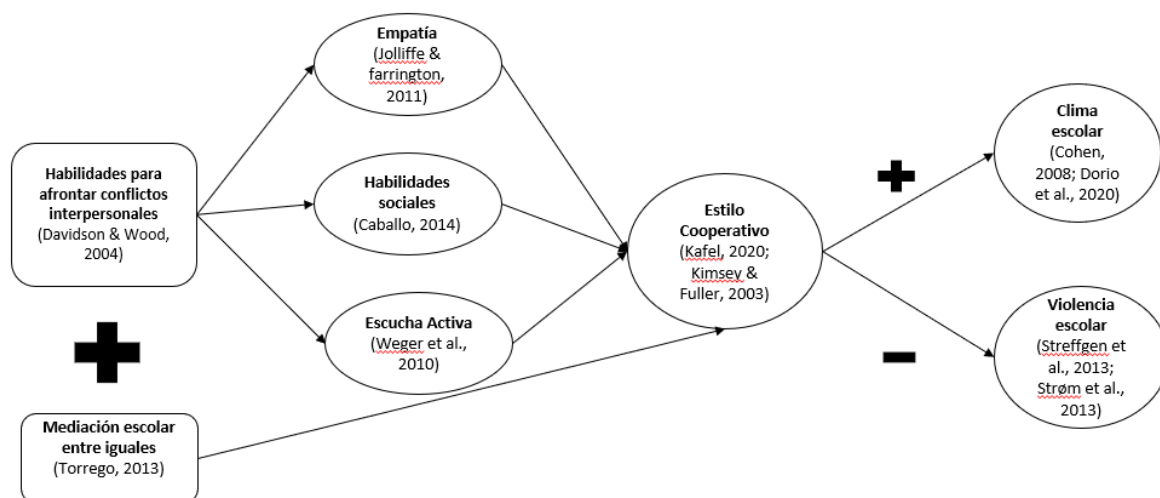 Empatía
(Jolliffe &
farrington,
2011)
Habilidades para
afrontar conflictos
interpersonales
(Davidson & Wood,
2004)
Habilidades
sociales
(Caballo, 2014)
Escucha Activa
(Weger et al.,
2010)
Mediación escolar
entre iguales
(Torrego, 2013)
Estilo
Cooperativo
(Kafel, 2020;
Kimsey &
Fuller, 2003)
Clima
escolar
(Cohen,
2008; Dorio
et al., 2020)
Violencia
escolar
(Streffgen
et al., 2013;
Strøm et al.,
2013)